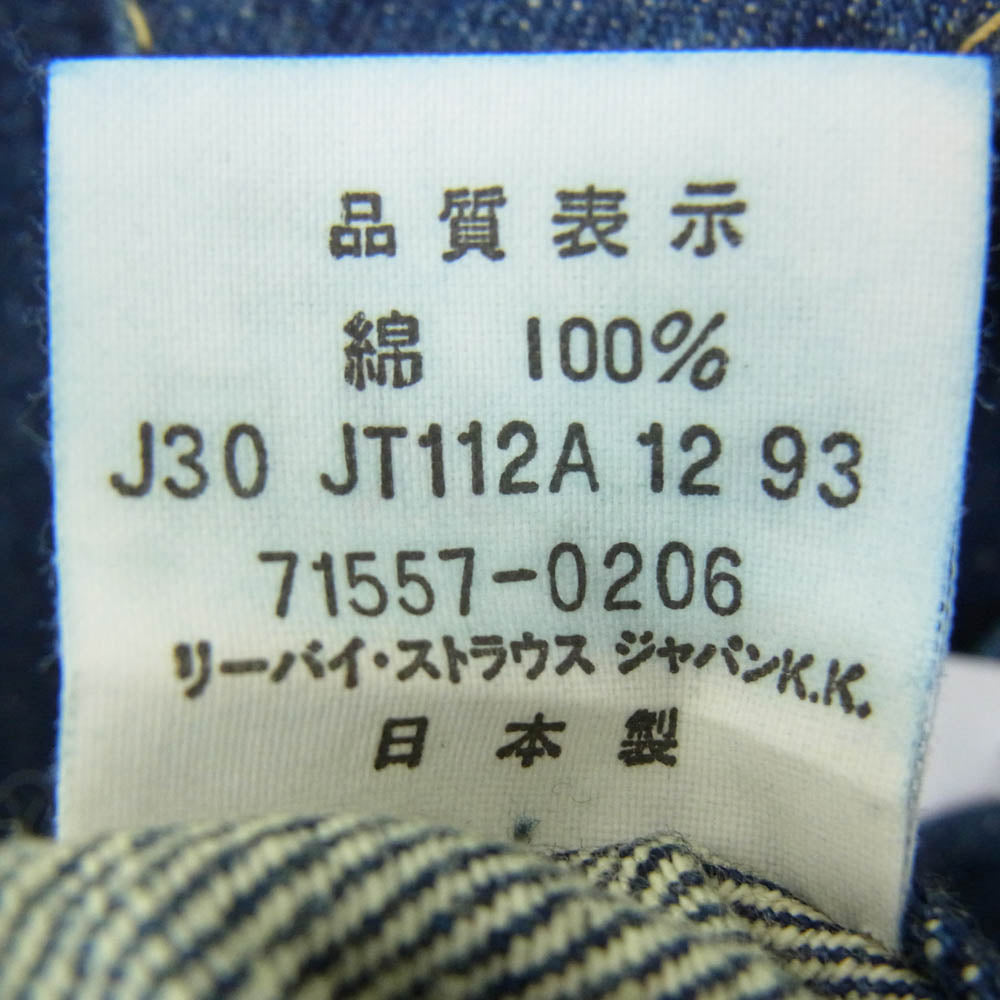 品質表示
綿 100%
J30 JT112A 12 93
71557-0206
リーバイ・ストラウス ジャパンK.K.
日本製